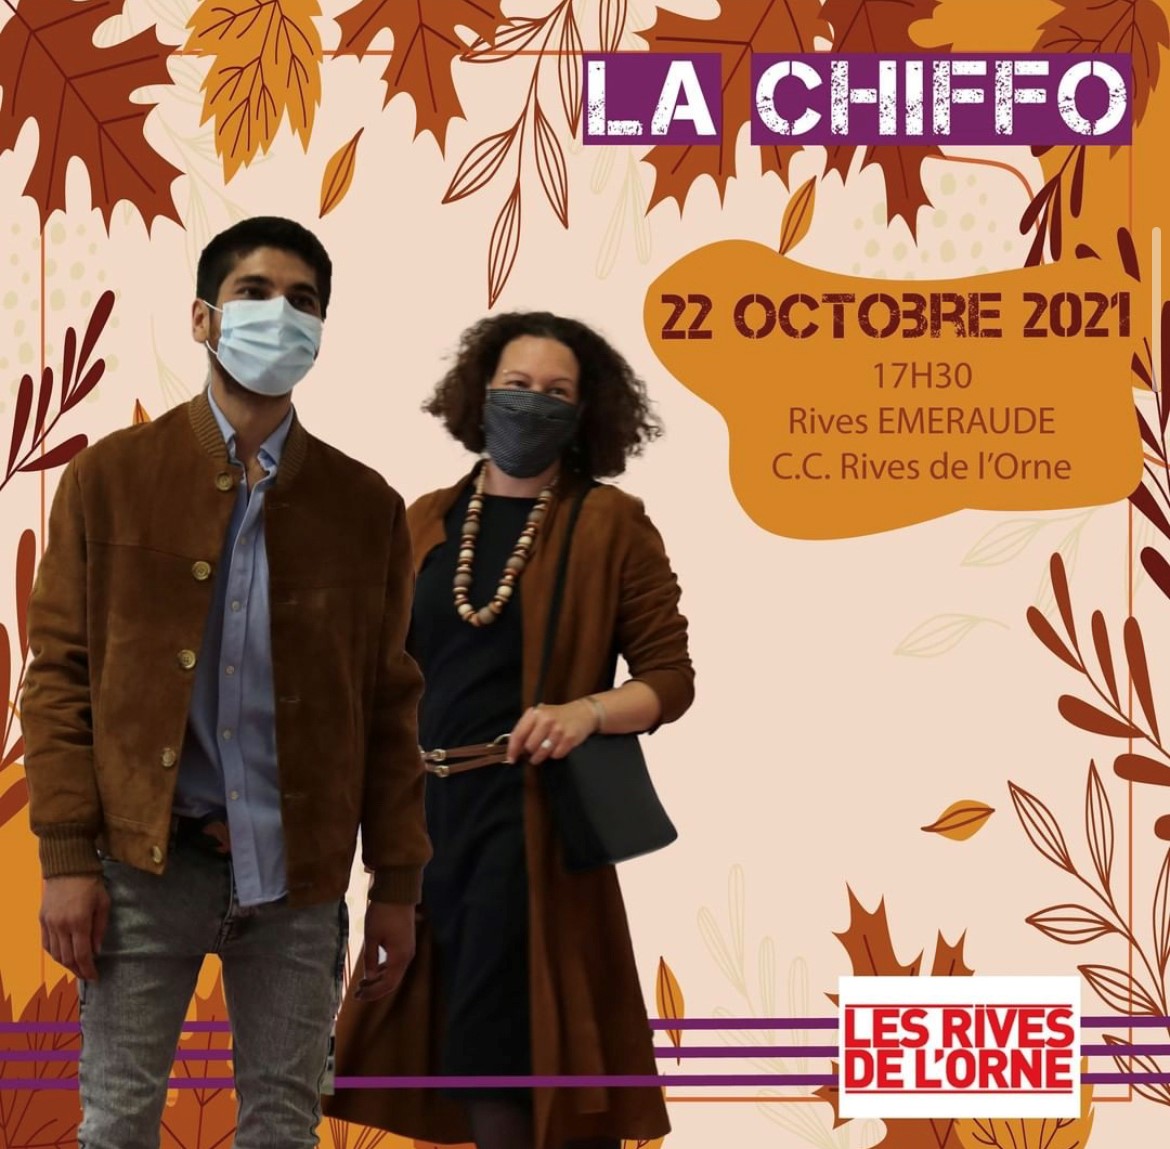 LA CHIFFO
22 OCTOBRE 2021
17H30
Rives EMERAUDE
C.C. Rives de l'Orne
LES RIVES
DE L'ORNE